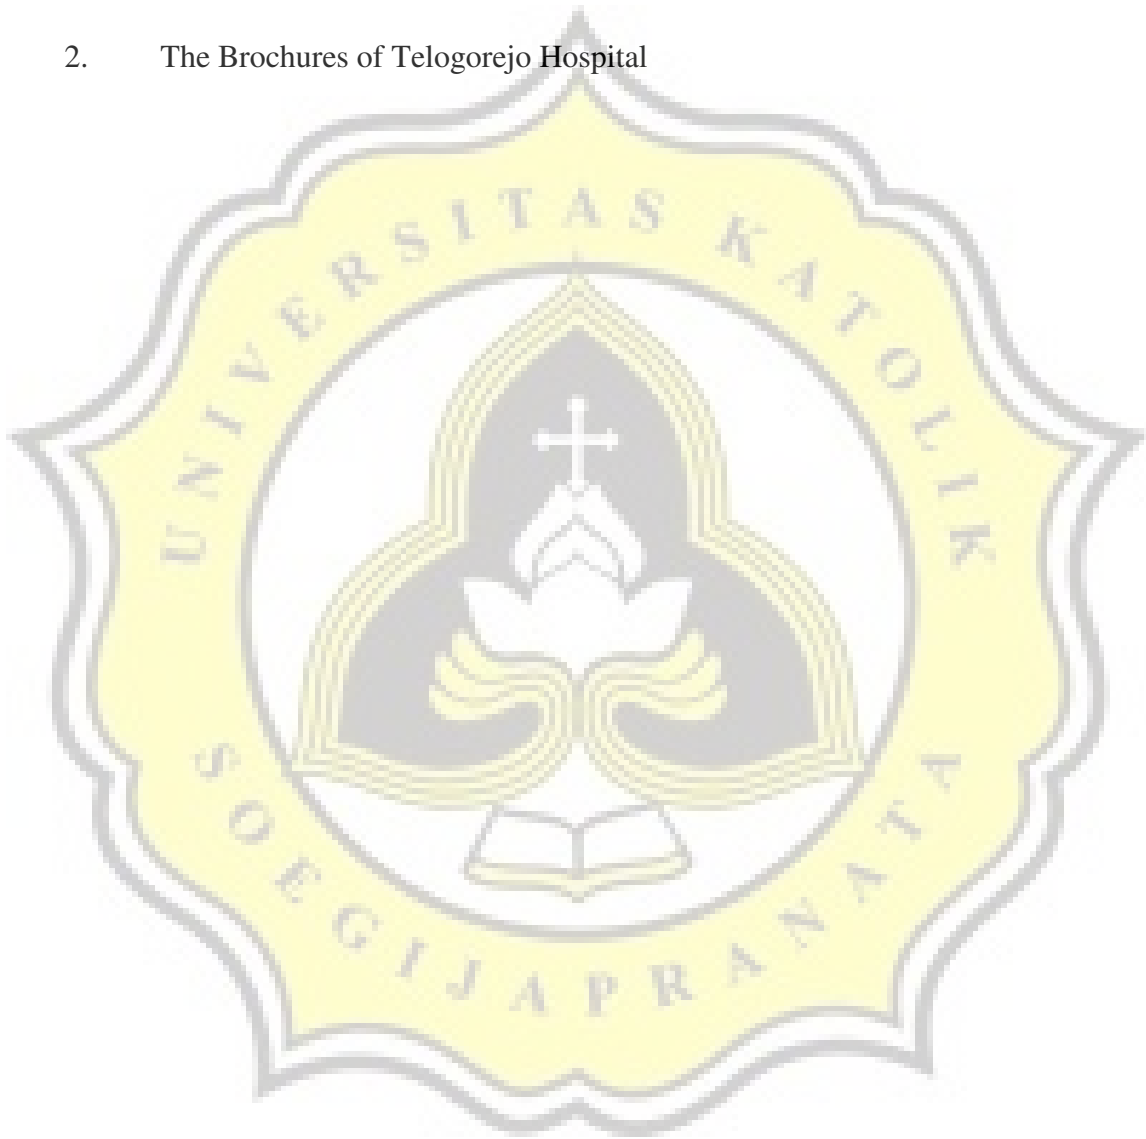 2. The Brochures of Telogorejo Hospital
UNIVERSITAS KATOLIK
SOEGIJAPRANATA